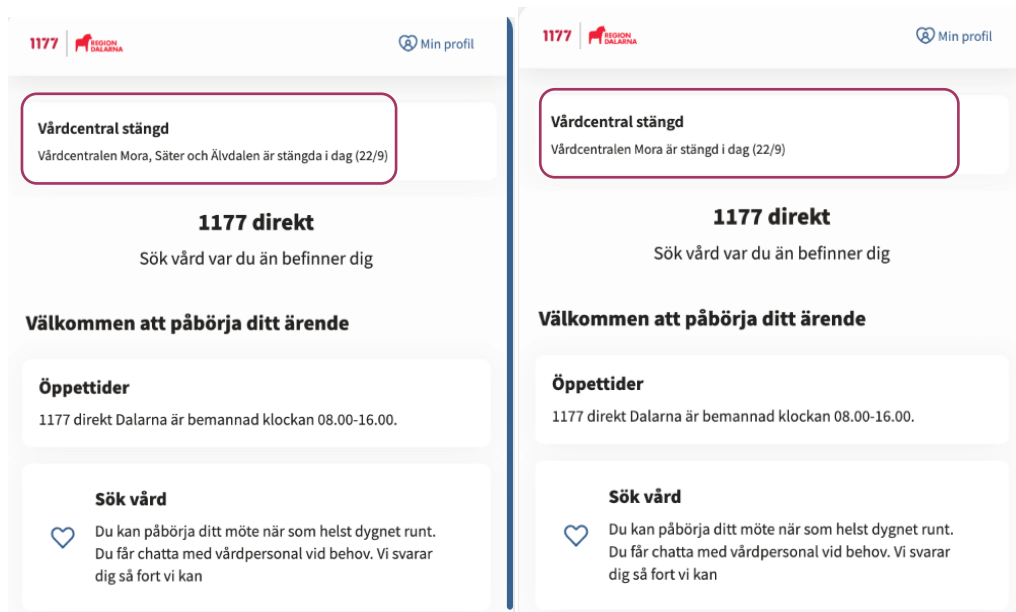 1177 REGION DALARNA Min profil
Vårdcentral stängd
Vårdcentralen Mora, Säter och Älvdalen är stängda i dag (22/9)
1177 direkt
Sök vård var du än befinner dig
Välkommen att påbörja ditt ärende
Öppettider
1177 direkt Dalarna är bemannad klockan 08.00-16.00.
Sök vård
Du kan påbörja ditt möte när som helst dygnet runt.
Du får chatta med vårdpersonal vid behov. Vi svarar
dig så fort vi kan
1177 REGION DALARNA Min profil
Vårdcentral stängd
Vårdcentralen Mora är stängd i dag (22/9)
1177 direkt
Sök vård var du än befinner dig
Välkommen att påbörja ditt ärende
Öppettider
1177 direkt Dalarna är bemannad klockan 08.00-16.00.
Sök vård
Du kan påbörja ditt möte när som helst dygnet runt.
Du får chatta med vårdpersonal vid behov. Vi svarar
dig så fort vi kan